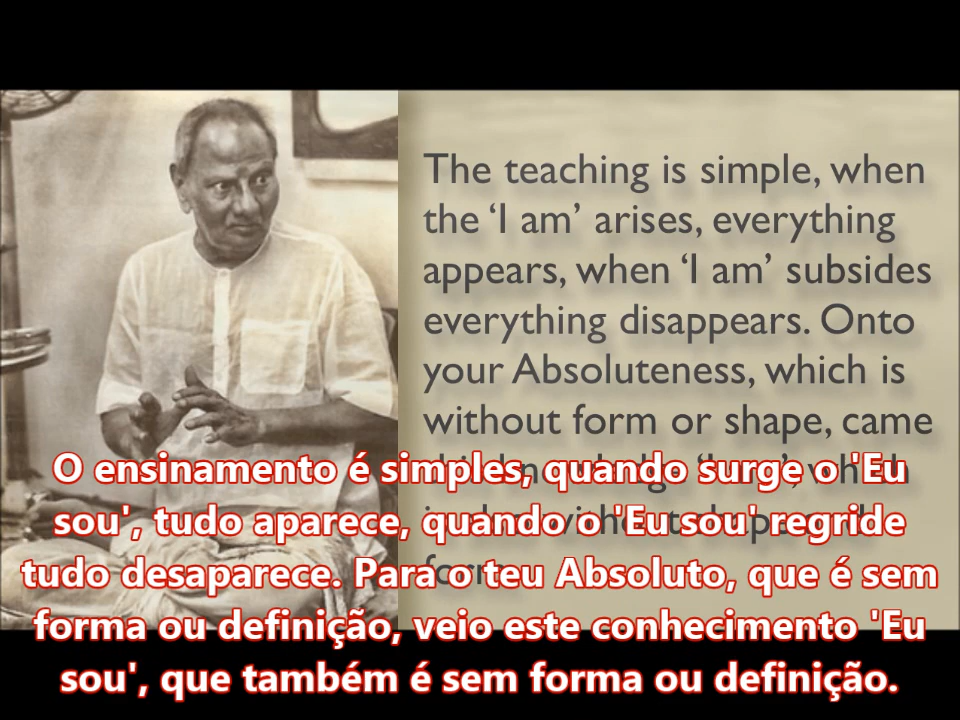 The teaching is simple, when
the ‘I am’ arises, everything
appears, when ‘I am’ subsides
everything disappears. Onto
your Absoluteness, which is
without form or shape, came
O ensinamento é simples, quando surge o 'Eu
sou', tudo aparece, quando o 'Eu sou' regride
tudo desaparece. Para o teu Absoluto, que é sem
forma ou definição, veio este conhecimento 'Eu
sou', que também é sem forma ou definição.